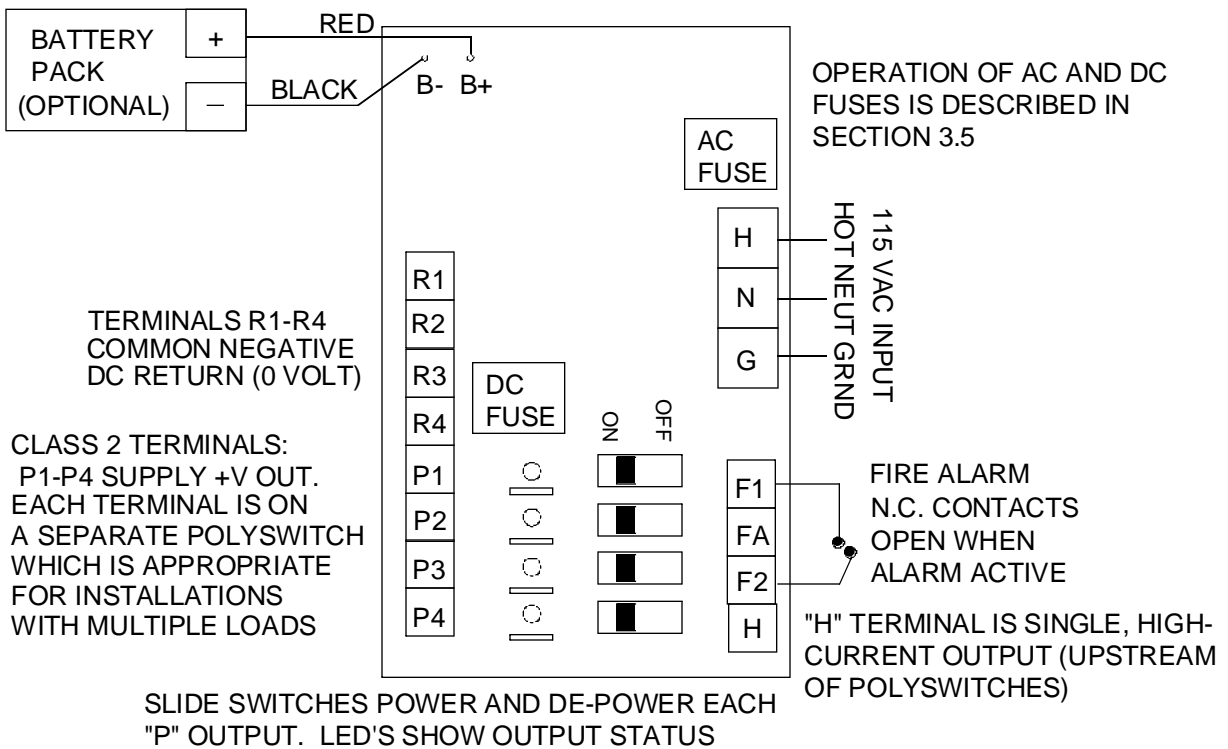 BATTERY
PACK
(OPTIONAL)
+
−
RED
BLACK
B- B+
OPERATION OF AC AND DC
FUSES IS DESCRIBED IN
SECTION 3.5
AC
FUSE
H
N
G
HOT NEUT GRND
115 VAC INPUT
R1
R2
R3
R4
P1
P2
P3
P4
TERMINALS R1-R4
COMMON NEGATIVE
DC RETURN (0 VOLT)
DC
FUSE
ON
OFF
CLASS 2 TERMINALS:
P1-P4 SUPPLY +V OUT.
EACH TERMINAL IS ON
A SEPARATE POLYSWITCH
WHICH IS APPROPRIATE
FOR INSTALLATIONS
WITH MULTIPLE LOADS
F1
FA
F2
H
FIRE ALARM
N.C. CONTACTS
OPEN WHEN
ALARM ACTIVE
"H" TERMINAL IS SINGLE, HIGH-
CURRENT OUTPUT (UPSTREAM
OF POLYSWITCHES)
SLIDE SWITCHES POWER AND DE-POWER EACH
"P" OUTPUT. LED'S SHOW OUTPUT STATUS